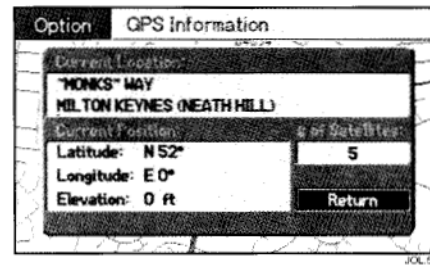 Option GPS Information
Current Location:
"MONKS" WAY
MILTON KEYNES (NEATH HILL)
Current Position: # of Satellites:
Latitude: N 52° 5
Longitude: E 0°
Elevation: 0 ft Return